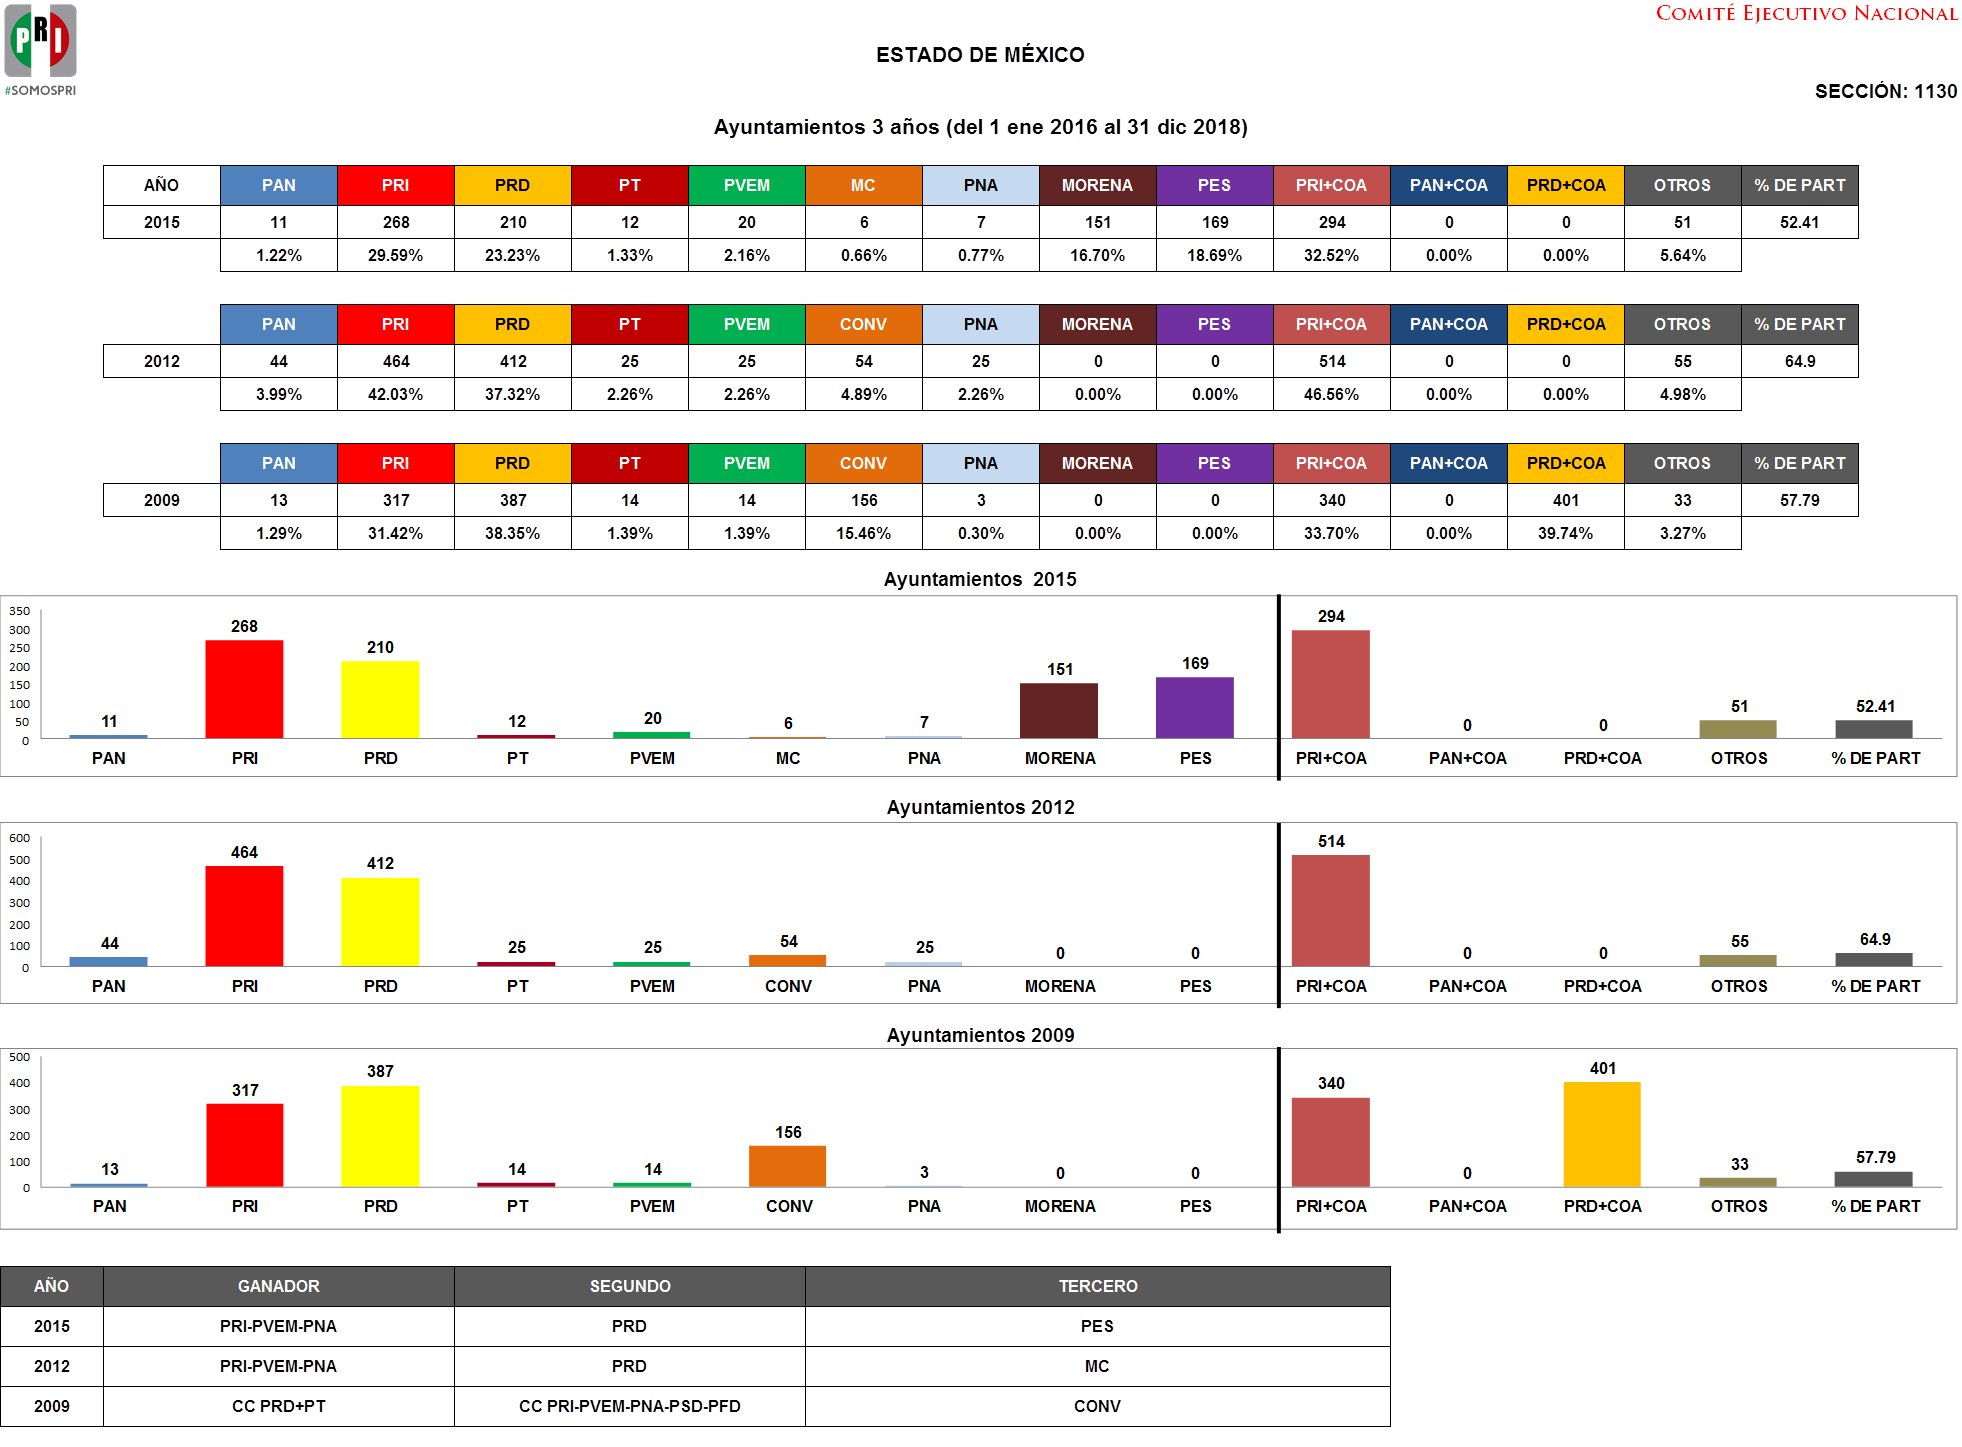 COMITÉ EJECUTIVO NACIONAL
PRI
#SOMOSPRI
ESTADO DE MÉXICO
SECCIÓN: 1130
Ayuntamientos 3 años (del 1 ene 2016 al 31 dic 2018)
AÑO PAN PRI PRD PT PVEM MC PNA MORENA PES PRI+COA PAN+COA PRD+COA OTROS % DE PART
2015 11 268 210 12 20 6 7 151 169 294 0 0 51 52.41
1.22% 29.59% 23.23% 1.33% 2.16% 0.66% 0.77% 16.70% 18.69% 32.52% 0.00% 0.00% 5.64%
PAN PRI PRD PT PVEM CONV PNA MORENA PES PRI+COA PAN+COA PRD+COA OTROS % DE PART
2012 44 464 412 25 25 54 25 0 0 514 0 0 55 64.9
3.99% 42.03% 37.32% 2.26% 2.26% 4.89% 2.26% 0.00% 0.00% 46.56% 0.00% 0.00% 4.98%
PAN PRI PRD PT PVEM CONV PNA MORENA PES PRI+COA PAN+COA PRD+COA OTROS % DE PART
2009 13 317 387 14 14 156 3 0 0 340 0 401 33 57.79
1.29% 31.42% 38.35% 1.39% 1.39% 15.46% 0.30% 0.00% 0.00% 33.70% 0.00% 39.74% 3.27%
Ayuntamientos 2015
350
300
250
200
150
100
50
0
11 268 210 12 20 6 7 151 169 294 0 0 51 52.41
PAN PRI PRD PT PVEM MC PNA MORENA PES PRI+COA PAN+COA PRD+COA OTROS % DE PART
Ayuntamientos 2012
600
500
400
300
200
100
0
44 464 412 25 25 54 25 0 0 514 0 0 55 64.9
PAN PRI PRD PT PVEM CONV PNA MORENA PES PRI+COA PAN+COA PRD+COA OTROS % DE PART
Ayuntamientos 2009
500
400
300
200
100
0
13 317 387 14 14 156 3 0 0 340 0 401 33 57.79
PAN PRI PRD PT PVEM CONV PNA MORENA PES PRI+COA PAN+COA PRD+COA OTROS % DE PART
AÑO GANADOR SEGUNDO TERCERO
2015 PRI-PVEM-PNA PRD PES
2012 PRI-PVEM-PNA PRD MC
2009 CC PRD+PT CC PRI-PVEM-PNA-PSD-PFD CONV